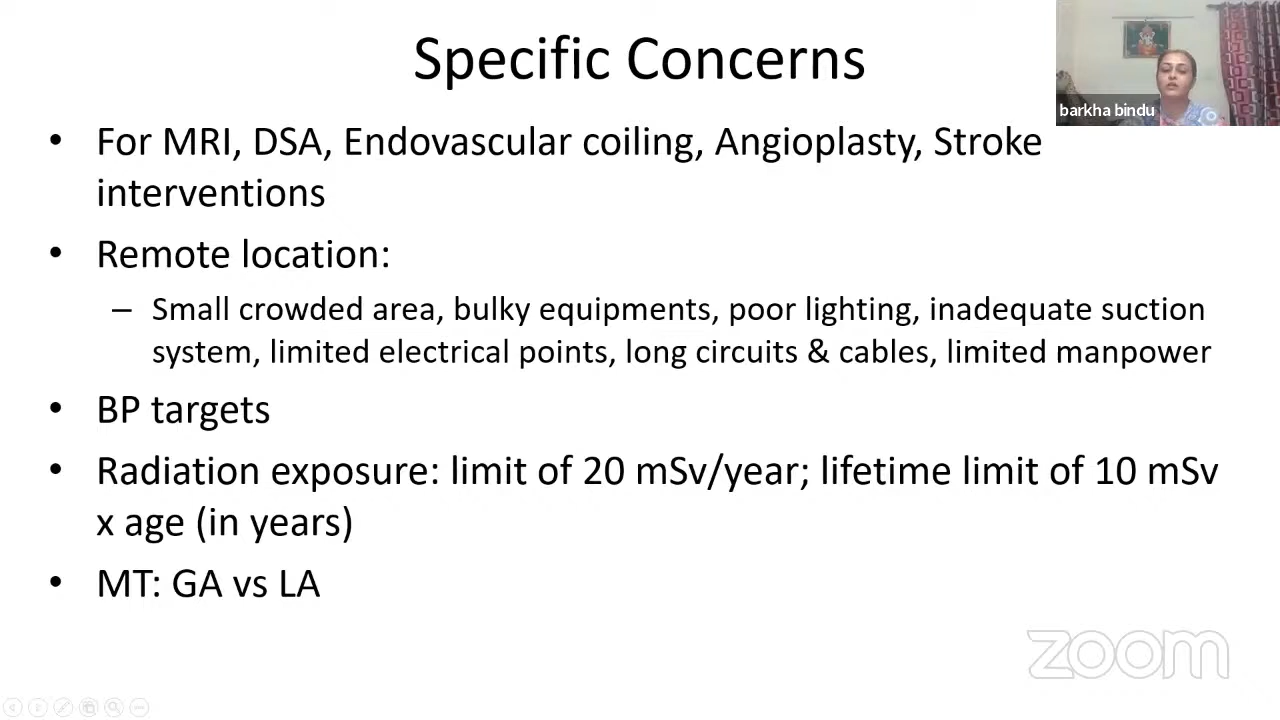 Specific Concerns
barkha bindu
• For MRI, DSA, Endovascular coiling, Angioplasty, Stroke
interventions
• Remote location:
– Small crowded area, bulky equipments, poor lighting, inadequate suction
system, limited electrical points, long circuits & cables, limited manpower
• BP targets
• Radiation exposure: limit of 20 mSv/year; lifetime limit of 10 mSv
x age (in years)
• MT: GA vs LA
zoom